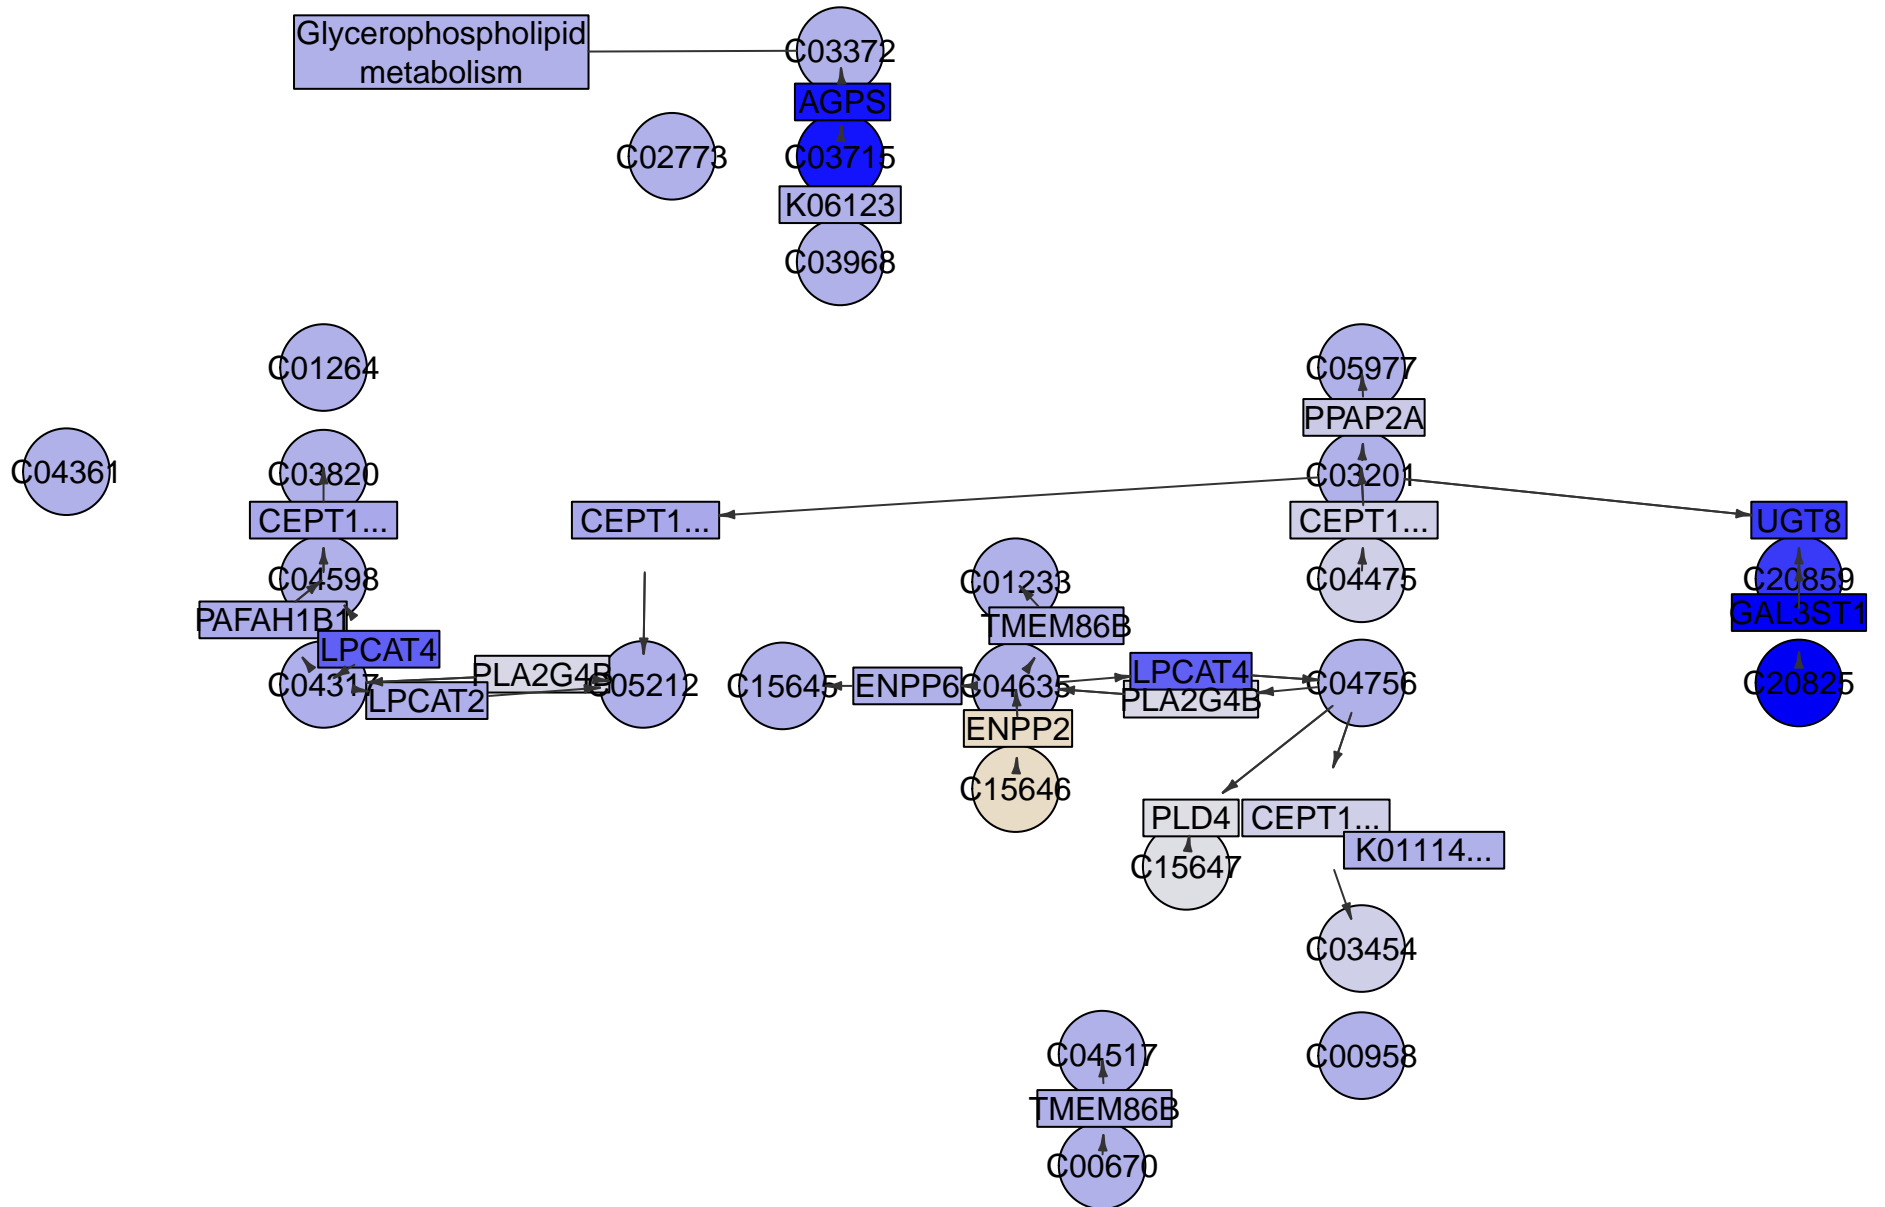 Glycerophospholipid
metabolism
C03372
AGPS
C02773
C03715
K06123
C03968
C01264
C05977
PPAP2A
C04361
C03820
C03201
CEPT1...
CEPT1...
CEPT1...
UGT8
C04598
C01233
C04475
C20859
PAFAH1B1
TMEM86B
GAL3ST1
LPCAT4
C04317
PLA2G4B
LPCAT2
C05212
C15645
ENPP6
C04635
LPCAT4
PLA2G4B
C04756
C20825
ENPP2
C15646
PLD4
CEPT1...
K01114...
C15647
C03454
C04517
C00958
TMEM86B
C00670